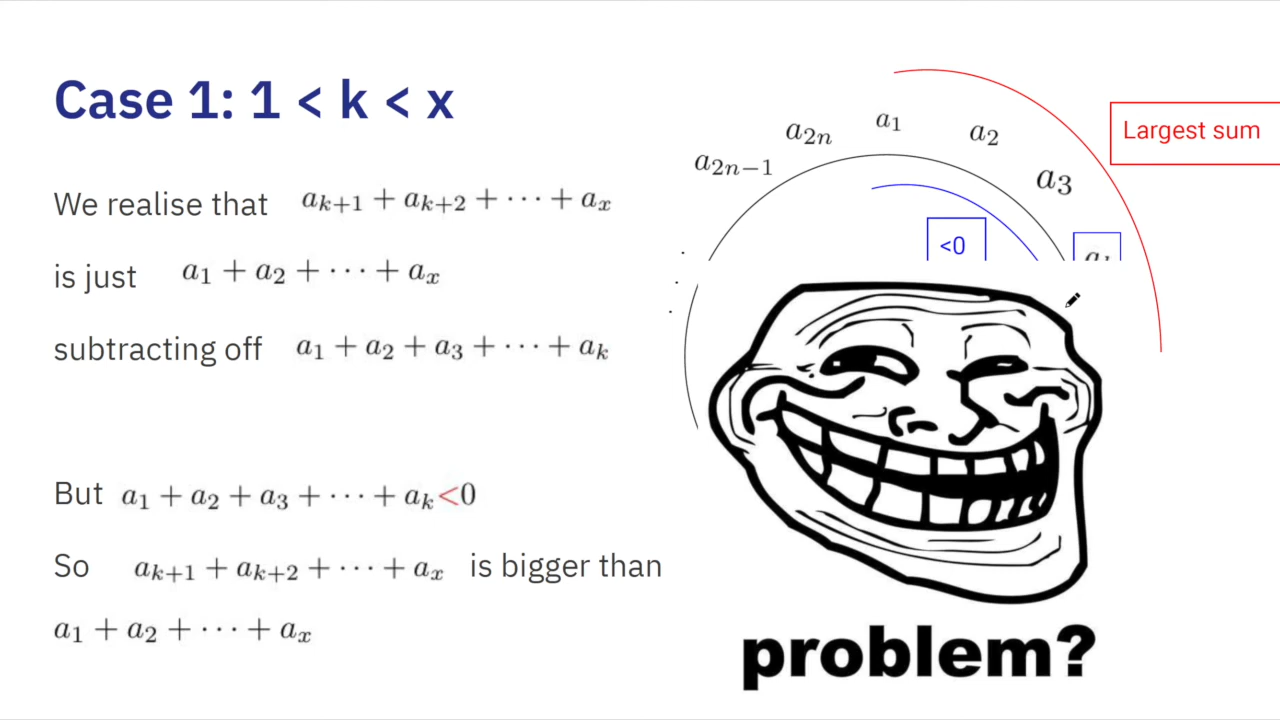 Case 1: 1 < k < x
We realise that a_{k+1} + a_{k+2} + ⋯ + a_x
is just a_1 + a_2 + ⋯ + a_x
subtracting off a_1 + a_2 + a_3 + ⋯ + a_k
But a_1 + a_2 + a_3 + ⋯ + a_k<0
So a_{k+1} + a_{k+2} + ⋯ + a_x is bigger than
a_1 + a_2 + ⋯ + a_x
a_{2n−1}
a_{2n}
a_1
a_2
a_3
Largest sum
<0
problem?